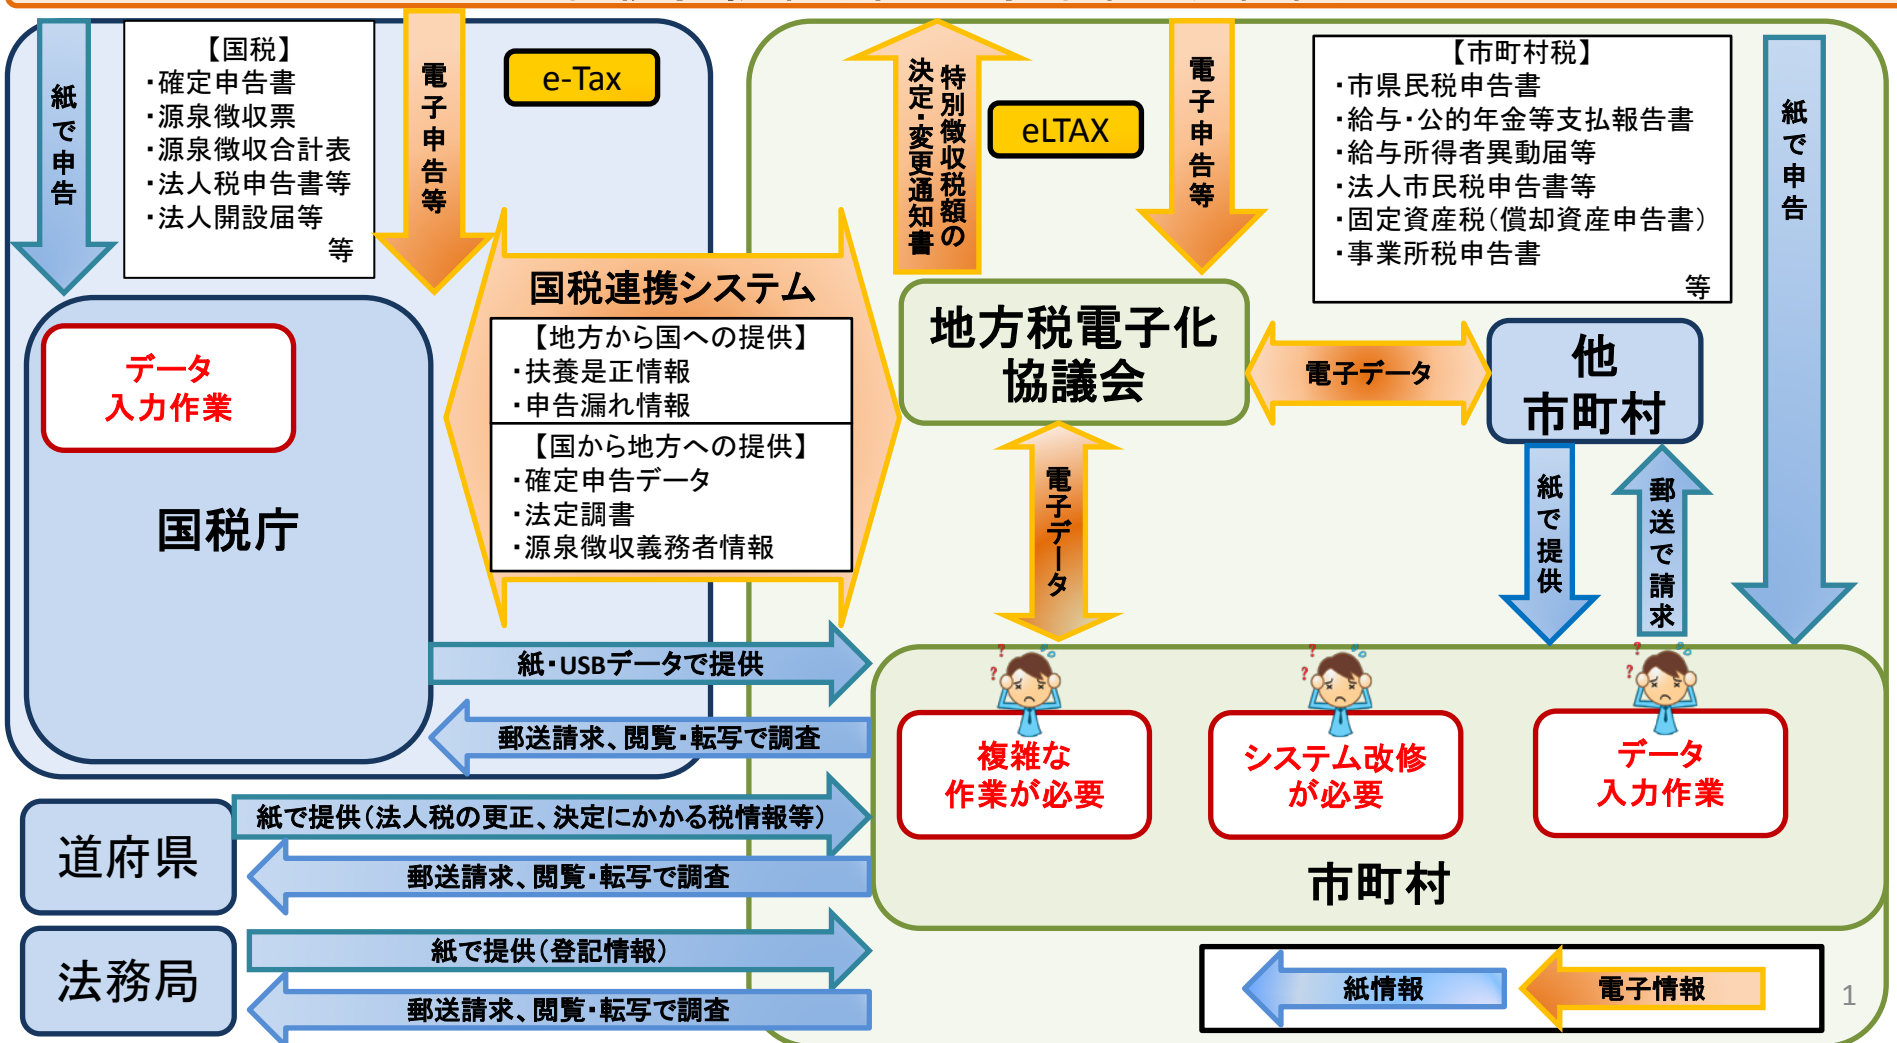 紙で申告
【国税】
・確定申告書
・源泉徴収票
・源泉徴収合計表
・法人税申告書等
・法人開設届等
等
電子申告等
e-Tax
特別徴収税額の
決定・変更通知書
eLTAX
電子申告等
【市町村税】
・市県民税申告書
・給与・公的年金等支払報告書
・給与所得者異動届等
・法人市民税申告書等
・固定資産税（償却資産申告書）
・事業所税申告書
等
紙で申告
国税連携システム
【地方から国への提供】
・扶養是正情報
・申告漏れ情報
【国から地方への提供】
・確定申告データ
・法定調書
・源泉徴収義務者情報
データ
入力作業
国税庁
地方税電子化
協議会
電子データ
他
市町村
電子データ
紙で提供
郵送で請求
紙・USBデータで提供
郵送請求、閲覧・転写で調査
複雑な
作業が必要
システム改修
が必要
データ
入力作業
市町村
道府県
紙で提供（法人税の更正、決定にかかる税情報等）
郵送請求、閲覧・転写で調査
法務局
紙で提供（登記情報）
郵送請求、閲覧・転写で調査
紙情報
電子情報
1